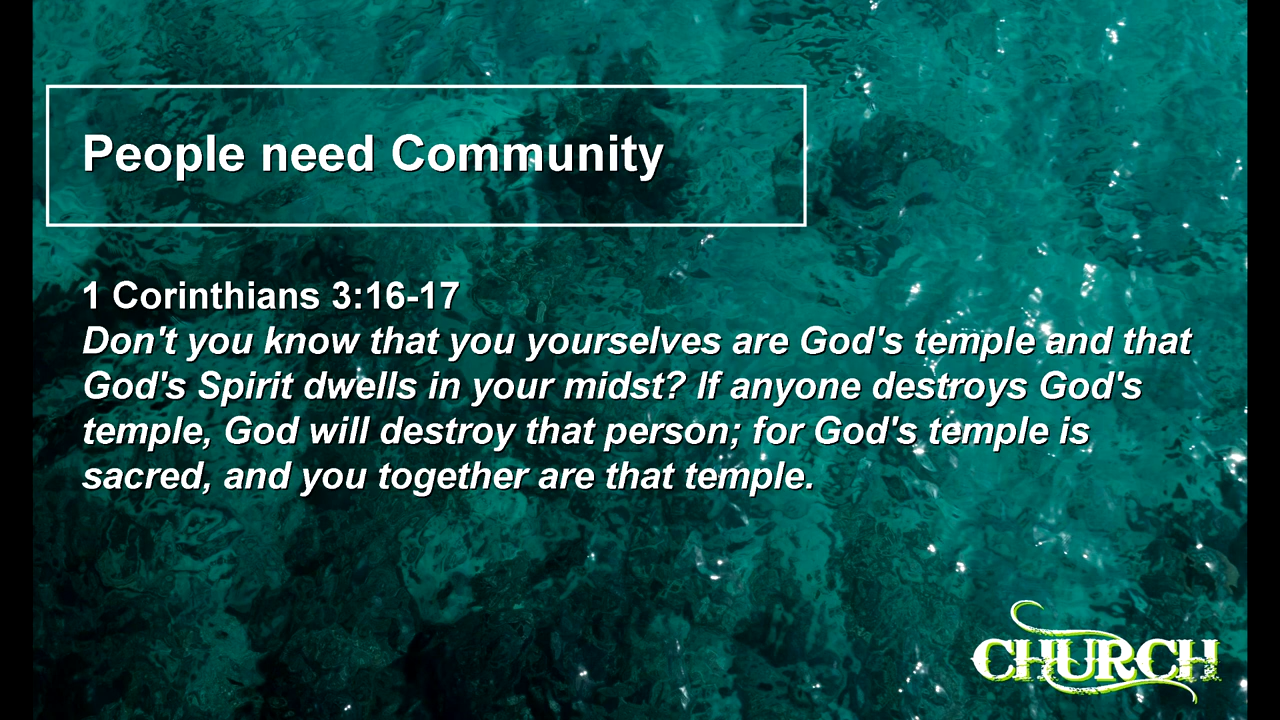 People need Community
1 Corinthians 3:16-17
Don't you know that you yourselves are God's temple and that
God's Spirit dwells in your midst? If anyone destroys God's
temple, God will destroy that person; for God's temple is
sacred, and you together are that temple.
CHURCH